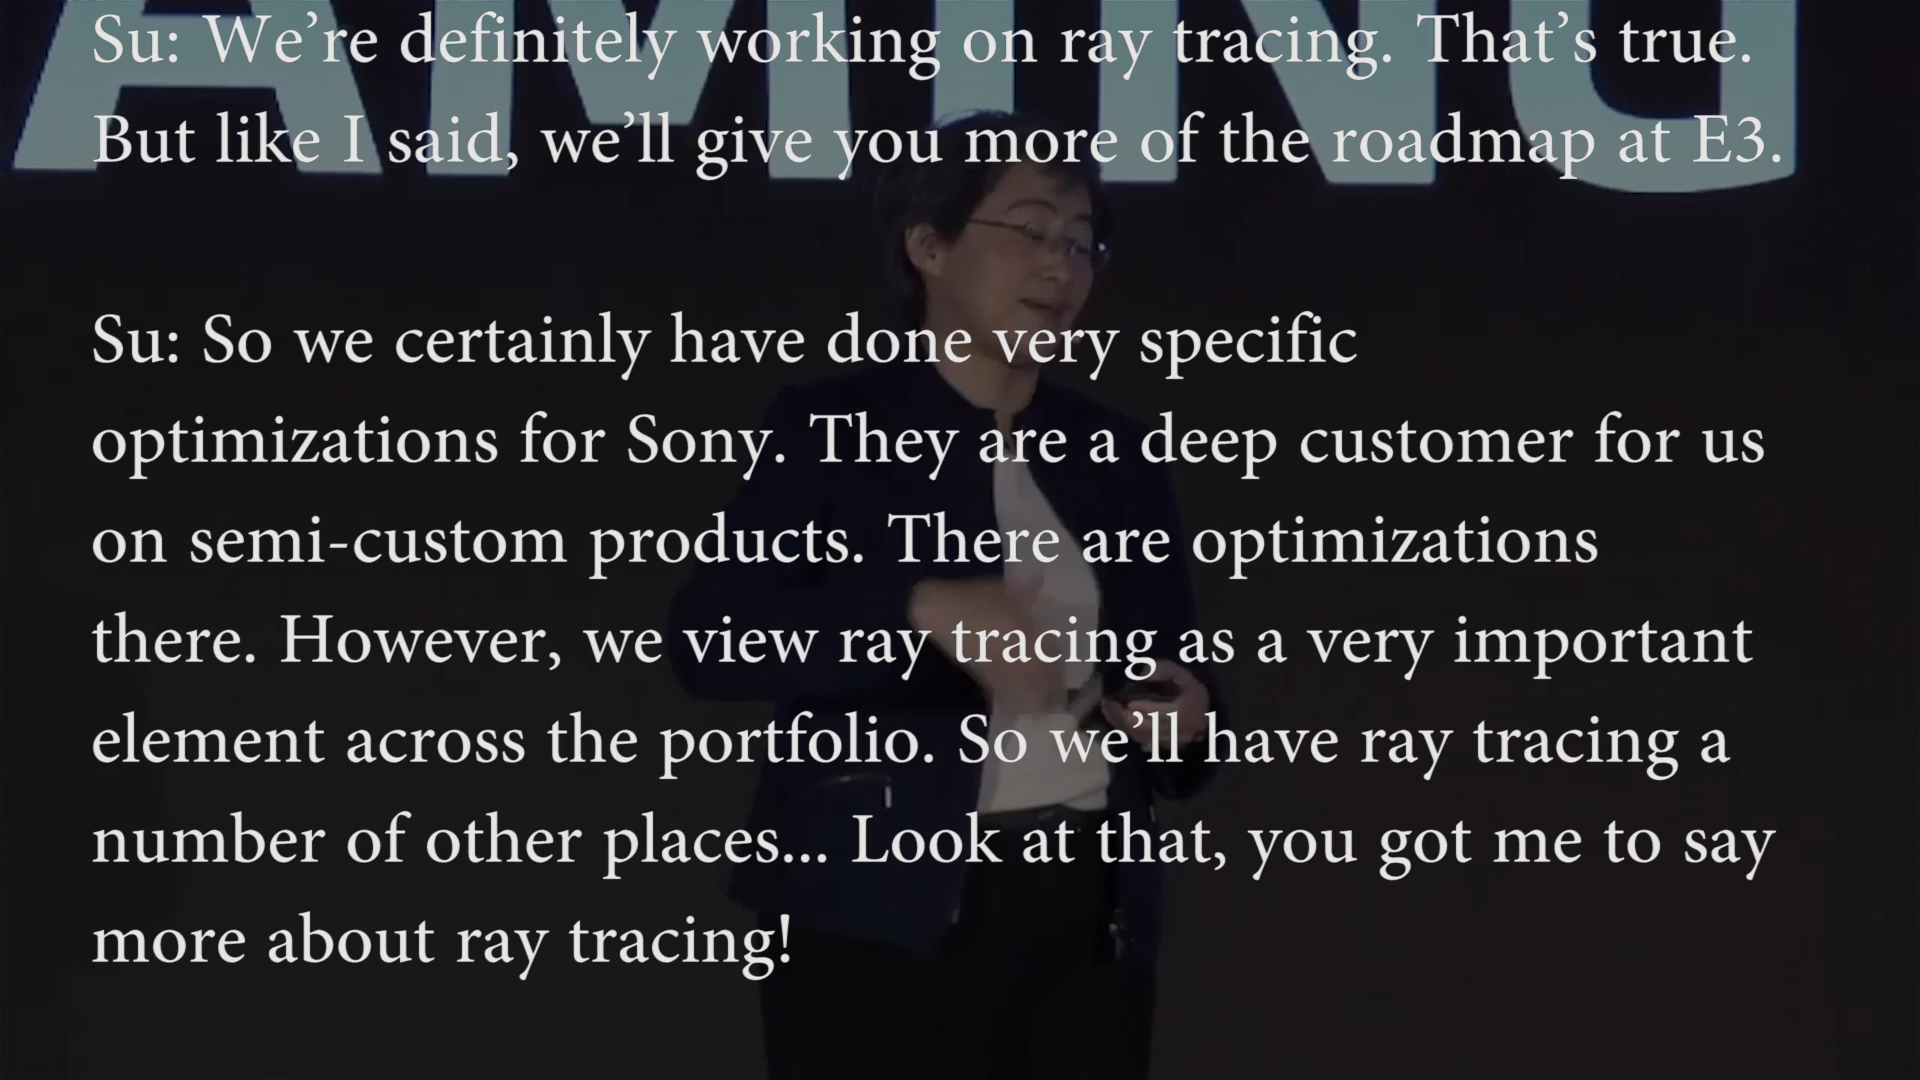 AMING
Su: We’re definitely working on ray tracing. That’s true.
But like I said, we’ll give you more of the roadmap at E3.
Su: So we certainly have done very specific
optimizations for Sony. They are a deep customer for us
on semi-custom products. There are optimizations
there. However, we view ray tracing as a very important
element across the portfolio. So we’ll have ray tracing a
number of other places... Look at that, you got me to say
more about ray tracing!